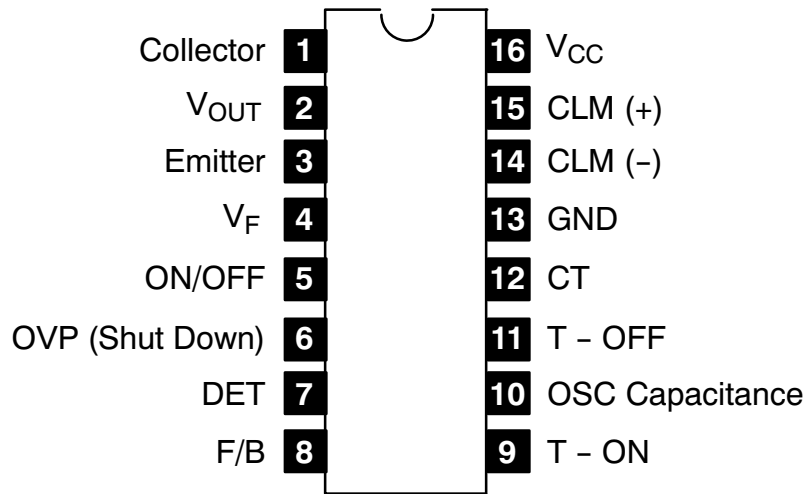 Collector 1 16 VCC
VOUT 2 15 CLM (+)
Emitter 3 14 CLM (–)
VF 4 13 GND
ON/OFF 5 12 CT
OVP (Shut Down) 6 11 T – OFF
DET 7 10 OSC Capacitance
F/B 8 9 T – ON